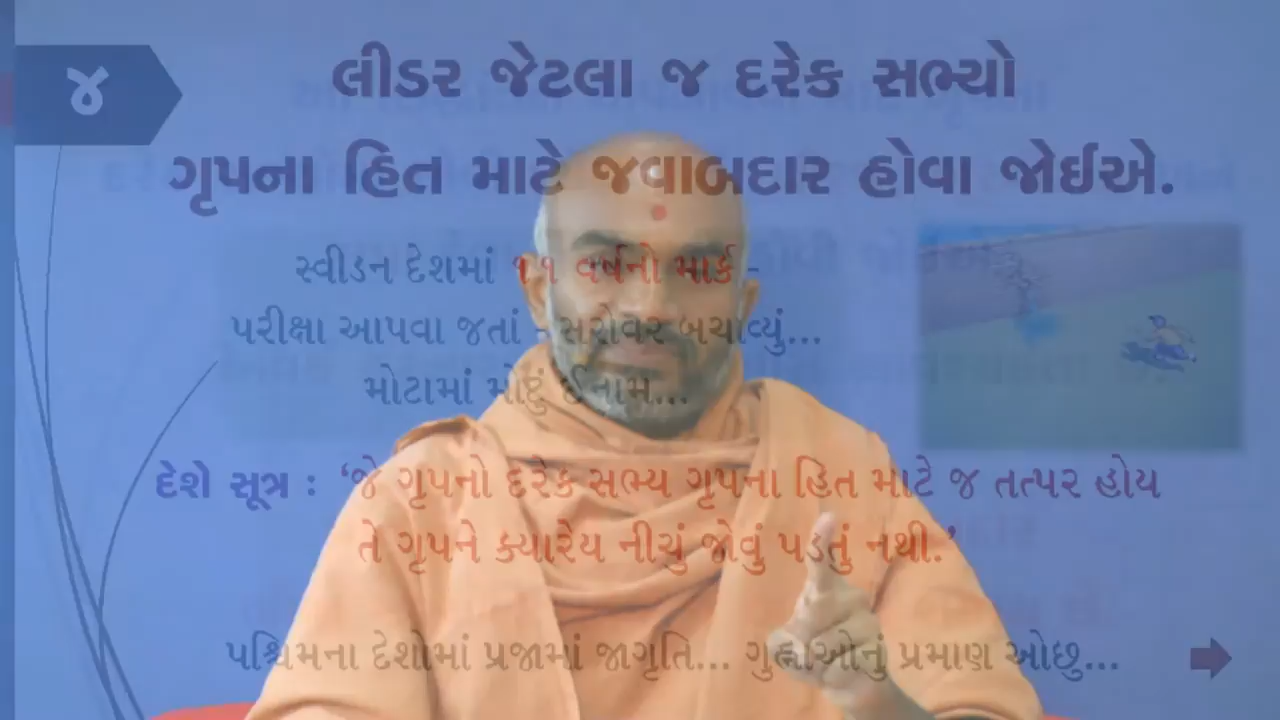 ૪
લીડર જેટલા જ દરેક સભ્યો
ગૃપના હિત માટે જવાબદાર હોવા જોઈએ.
સ્વીડન દેશમાં ૧૧ વર્ષનો માર્ક -
પરીક્ષા આપવા જતાં - સરોવર બચાવ્યું...
મોટામાં મોટું ઈનામ...
દેશે સૂત્ર : ‘જે ગૃપનો દરેક સભ્ય ગૃપના હિત માટે જ તત્પર હોય
તે ગૃપને ક્યારેય નીચું જોવું પડતું નથી.’
પશ્ચિમના દેશોમાં પ્રજામાં જાગૃતિ... ગુન્હાઓનું પ્રમાણ ઓછુ...